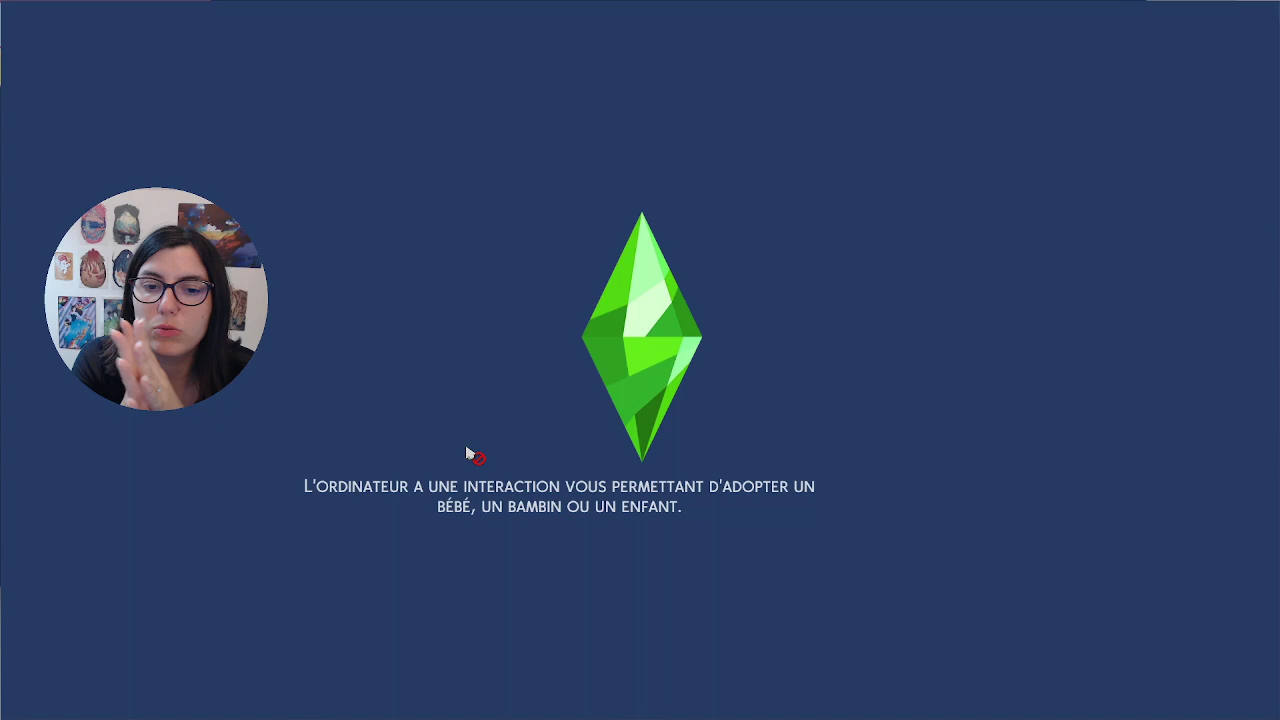 L'ORDINATEUR A UNE INTERACTION VOUS PERMETTANT D'ADOPTER UN
BÉBÉ, UN BAMBIN OU UN ENFANT.